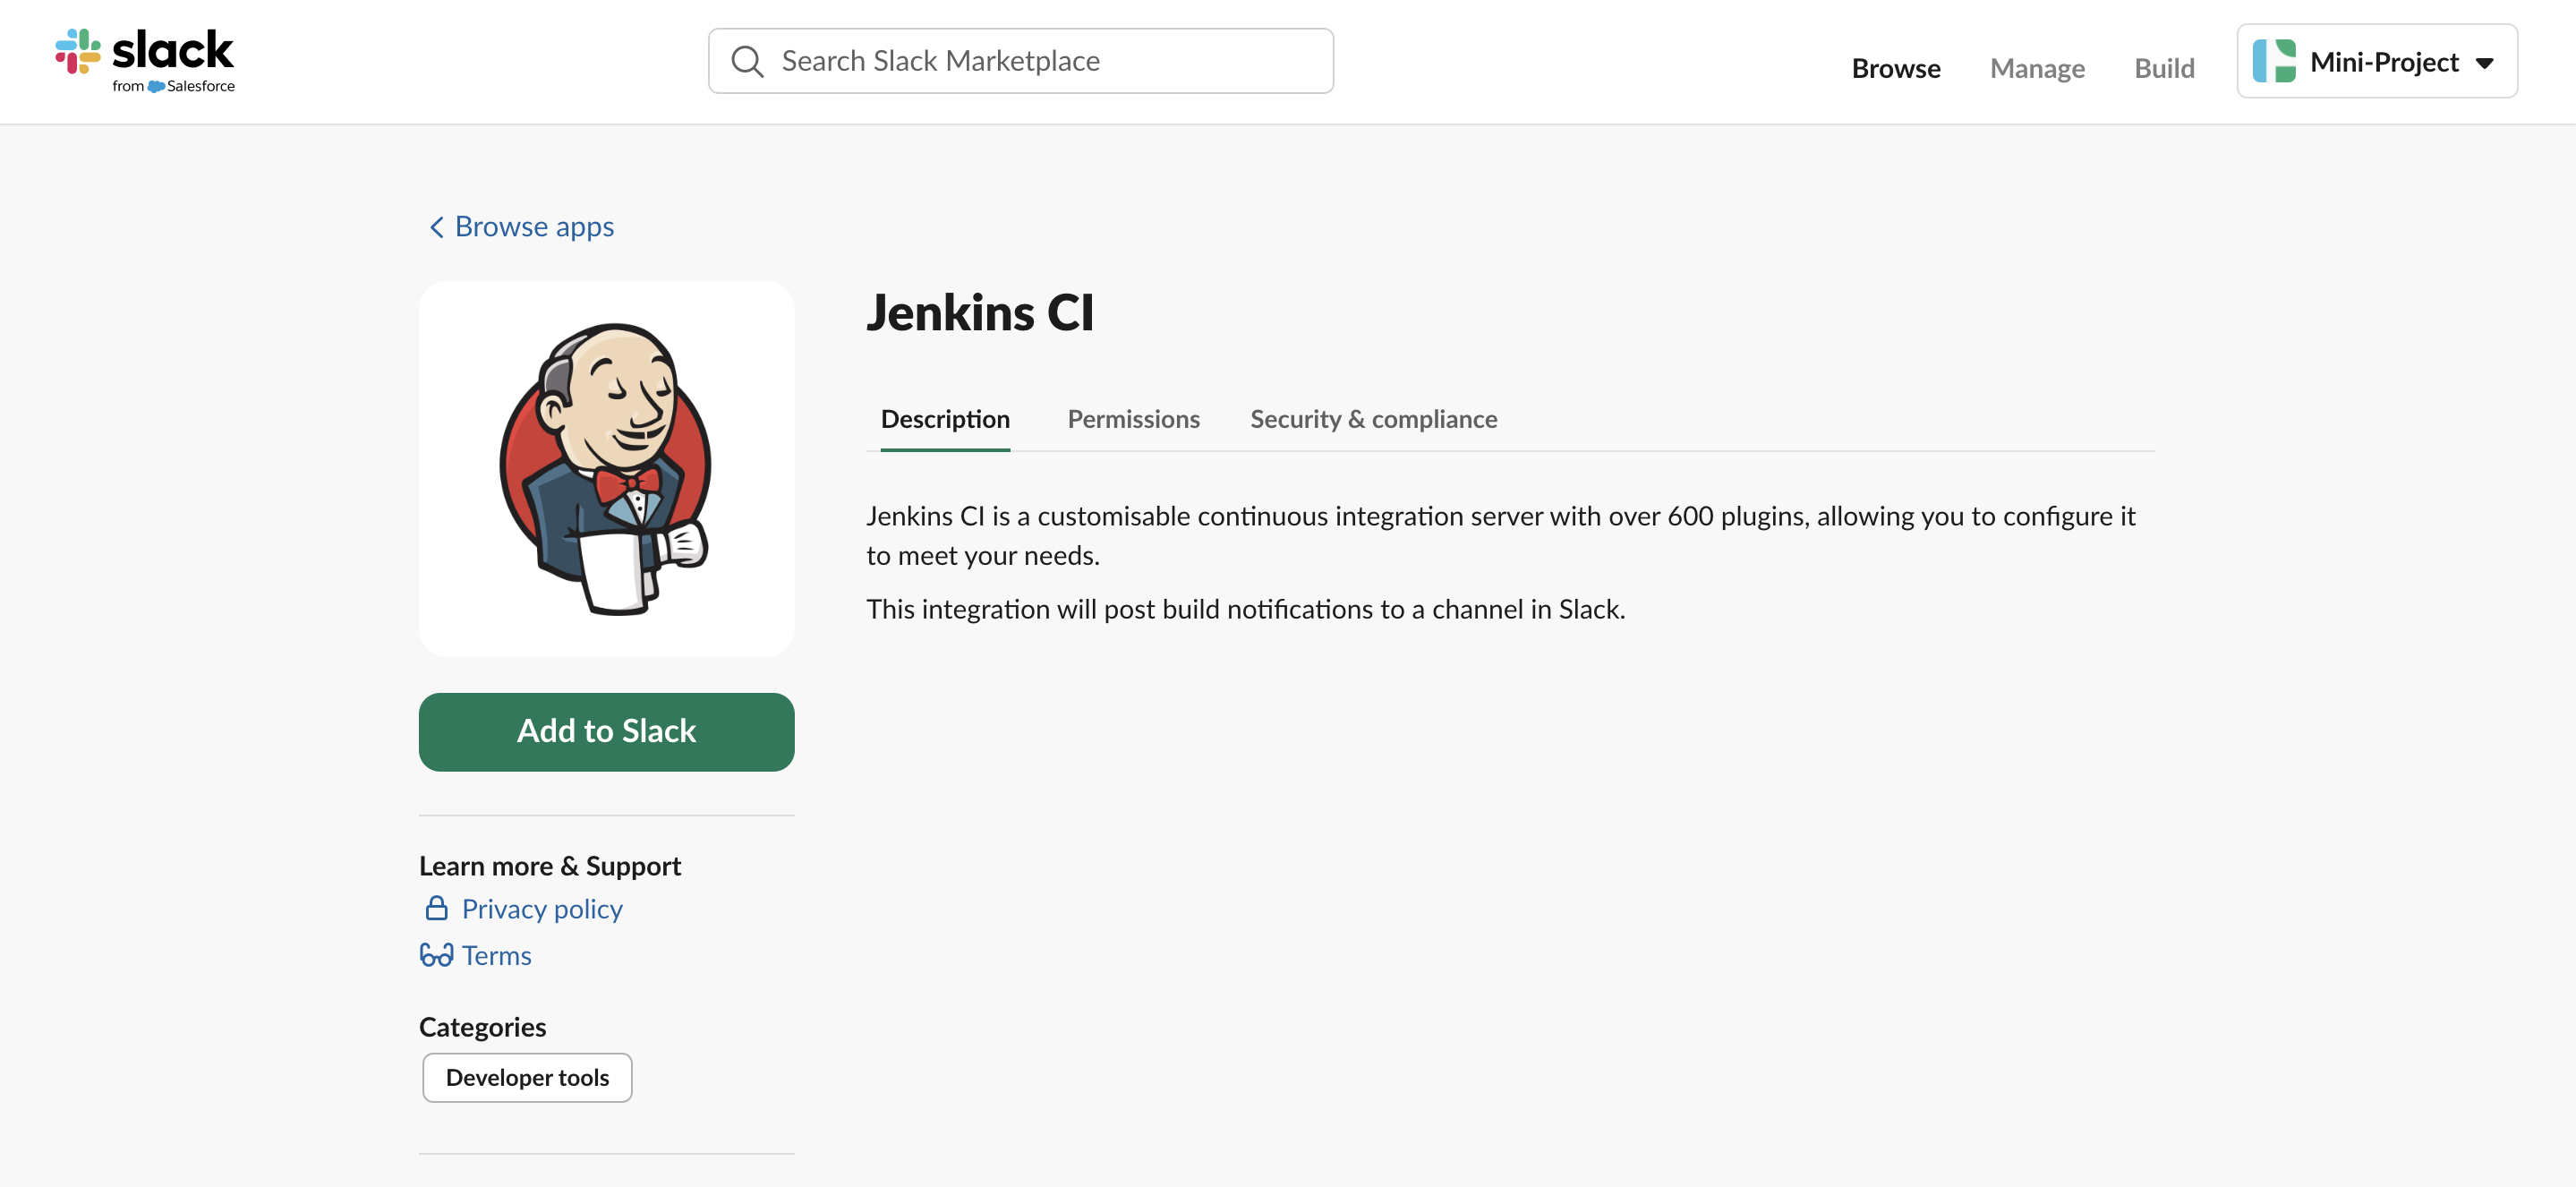 slack
from Salesforce
Search Slack Marketplace
Browse
Manage
Build
Mini-Project
Browse apps
Jenkins CI
Description
Permissions
Security & compliance
Jenkins CI is a customisable continuous integration server with over 600 plugins, allowing you to configure it
to meet your needs.
This integration will post build notifications to a channel in Slack.
Add to Slack
Learn more & Support
Privacy policy
Terms
Categories
Developer tools